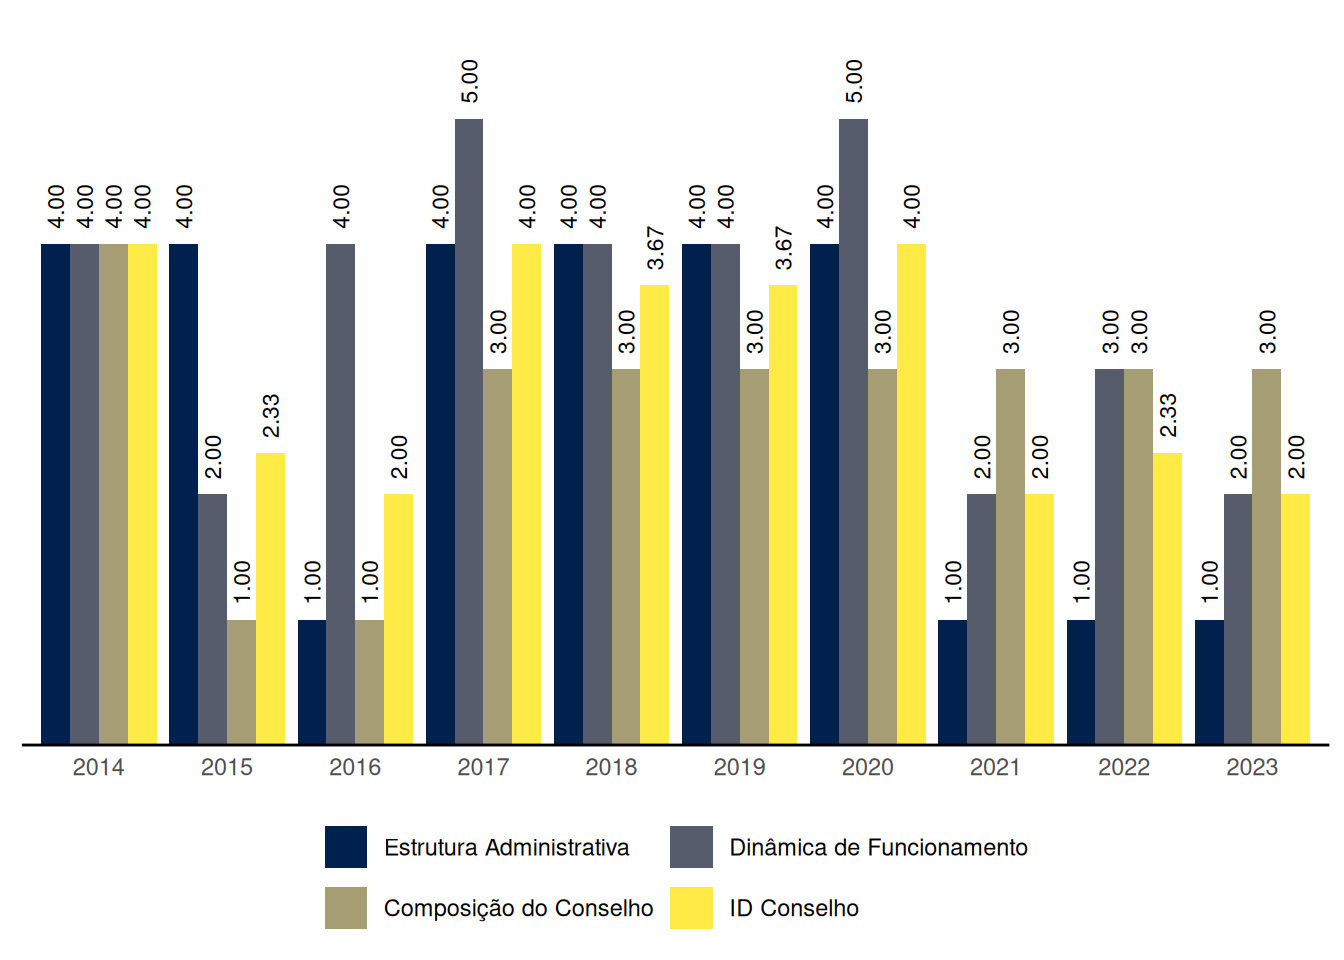 5.00 5.00
4.00 4.00 4.00 4.00 4.00 4.00 4.00 4.00 4.00 4.00 4.00 4.00 4.00 4.00
3.67 3.67
3.00 3.00 3.00 3.00 3.00 3.00 3.00 3.00
2.33 2.33
2.00 2.00 2.00 2.00 2.00 2.00
1.00 1.00 1.00 1.00 1.00 1.00
2014 2015 2016 2017 2018 2019 2020 2021 2022 2023
Estrutura Administrativa Dinâmica de Funcionamento
Composição do Conselho ID Conselho